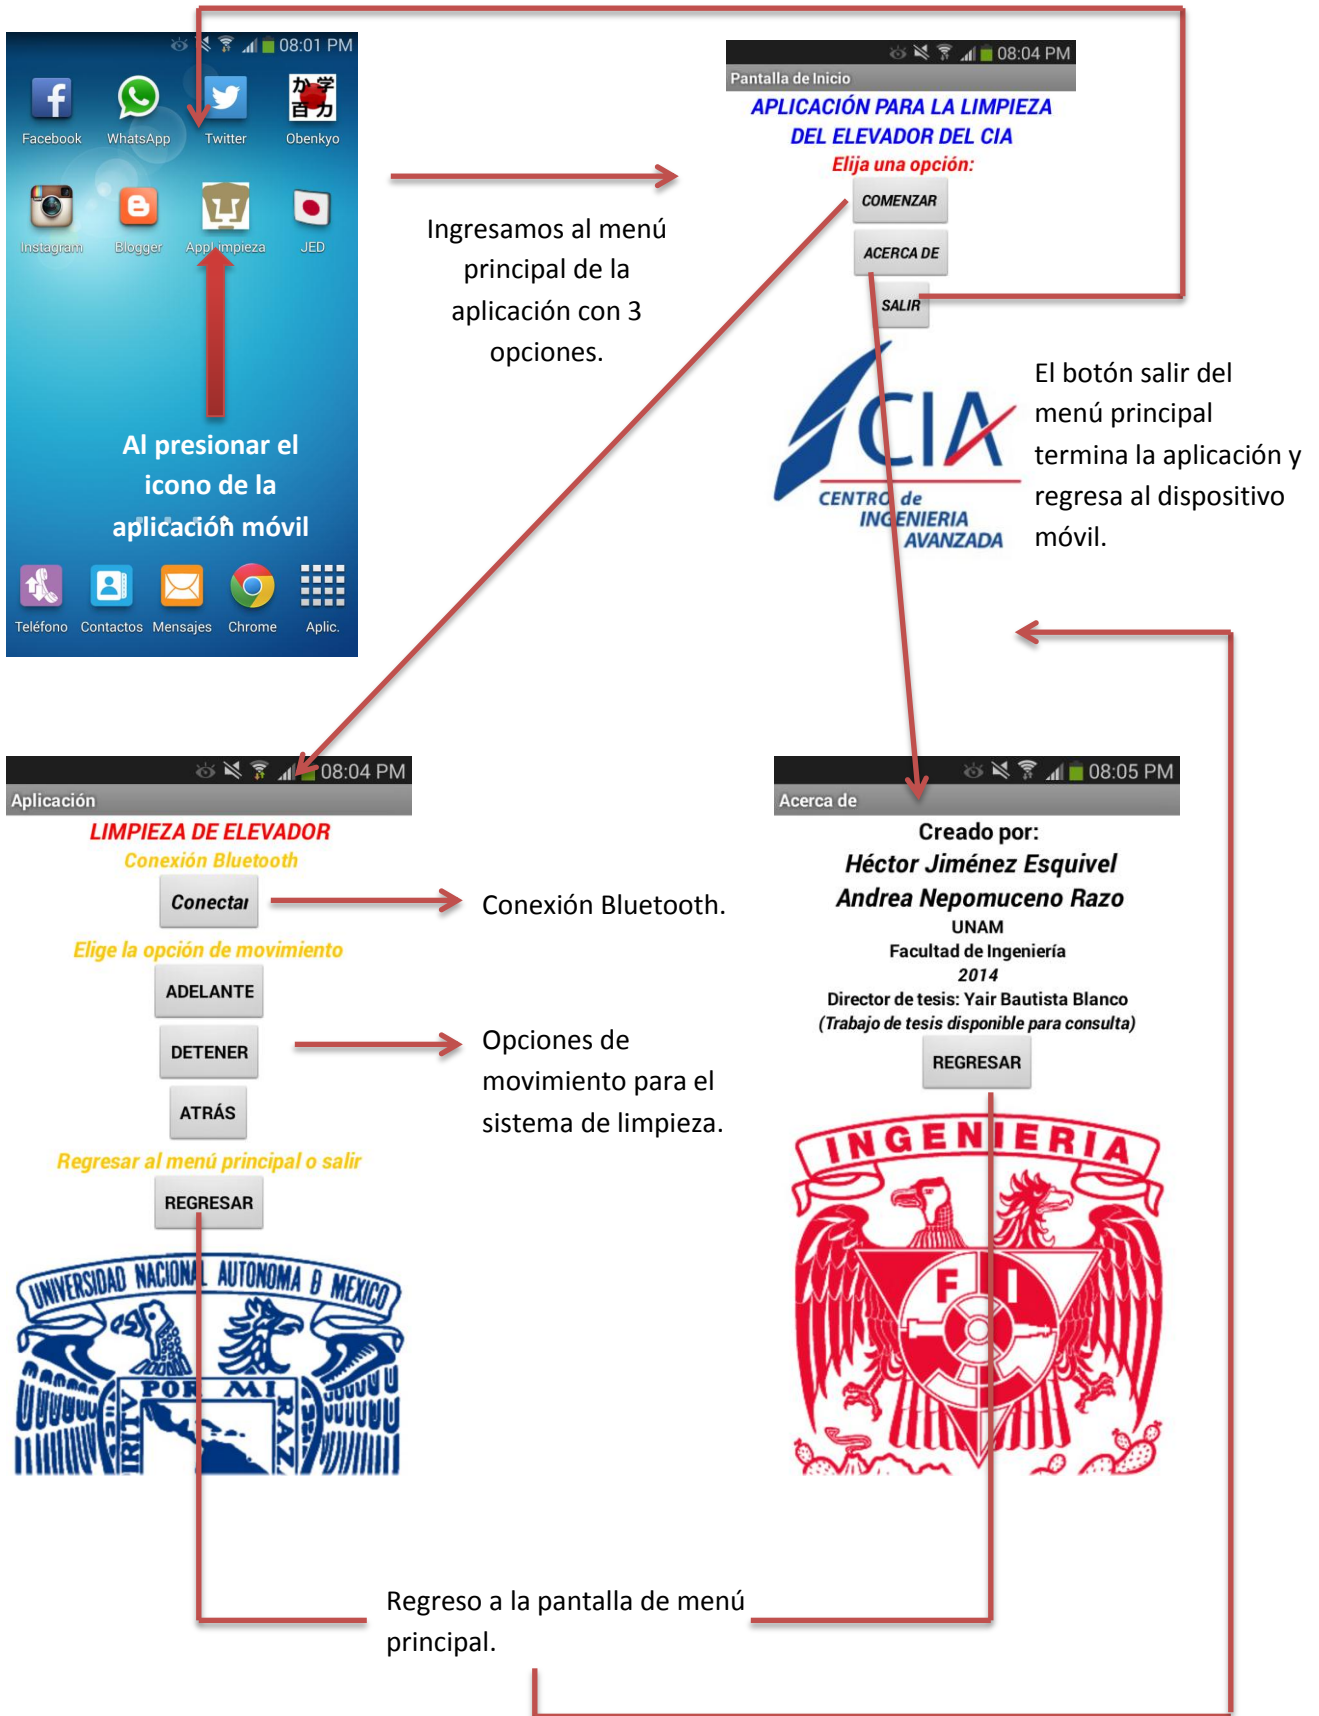 08:01 PM
か学
百力
Facebook WhatsApp Twitter Obenkyo
Instagram Blogger AppLimpieza JED
Al presionar el
icono de la
aplicación móvil
Teléfono Contactos Mensajes Chrome Aplic.
Ingresamos al menú
principal de la
aplicación con 3
opciones.
08:04 PM
Pantalla de Inicio
APLICACIÓN PARA LA LIMPIEZA
DEL ELEVADOR DEL CIA
Elija una opción:
COMENZAR
ACERCA DE
SALIR
CIA
CENTRO de
INGENIERIA
AVANZADA
El botón salir del
menú principal
termina la aplicación y
regresa al dispositivo
móvil.
08:04 PM
Aplicación
LIMPIEZA DE ELEVADOR
Conexión Bluetooth
Conectar
Elige la opción de movimiento
ADELANTE
DETENER
ATRÁS
Regresar al menú principal o salir
REGRESAR
UNIVERSIDAD NACIONAL AUTONOMA D MEXICO
POR MI
RAZ
IRITV
Conexión Bluetooth.
Opciones de
movimiento para el
sistema de limpieza.
08:05 PM
Acerca de
Creado por:
Héctor Jiménez Esquivel
Andrea Nepomuceno Razo
UNAM
Facultad de Ingeniería
2014
Director de tesis: Yair Bautista Blanco
(Trabajo de tesis disponible para consulta)
REGRESAR
INGENIERIA
F I
Regreso a la pantalla de menú
principal.